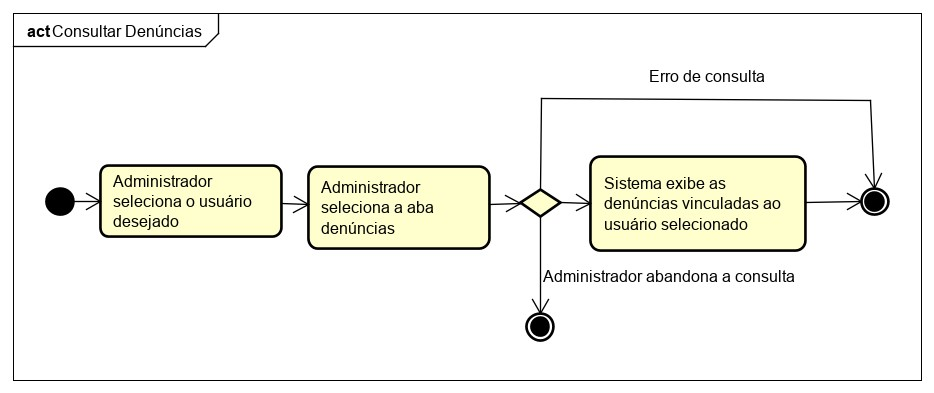 act Consultar Denúncias
Erro de consulta
Administrador
seleciona o usuário
desejado
Administrador
seleciona a aba
denúncias
Sistema exibe as
denúncias vinculadas ao
usuário selecionado
Administrador abandona a consulta